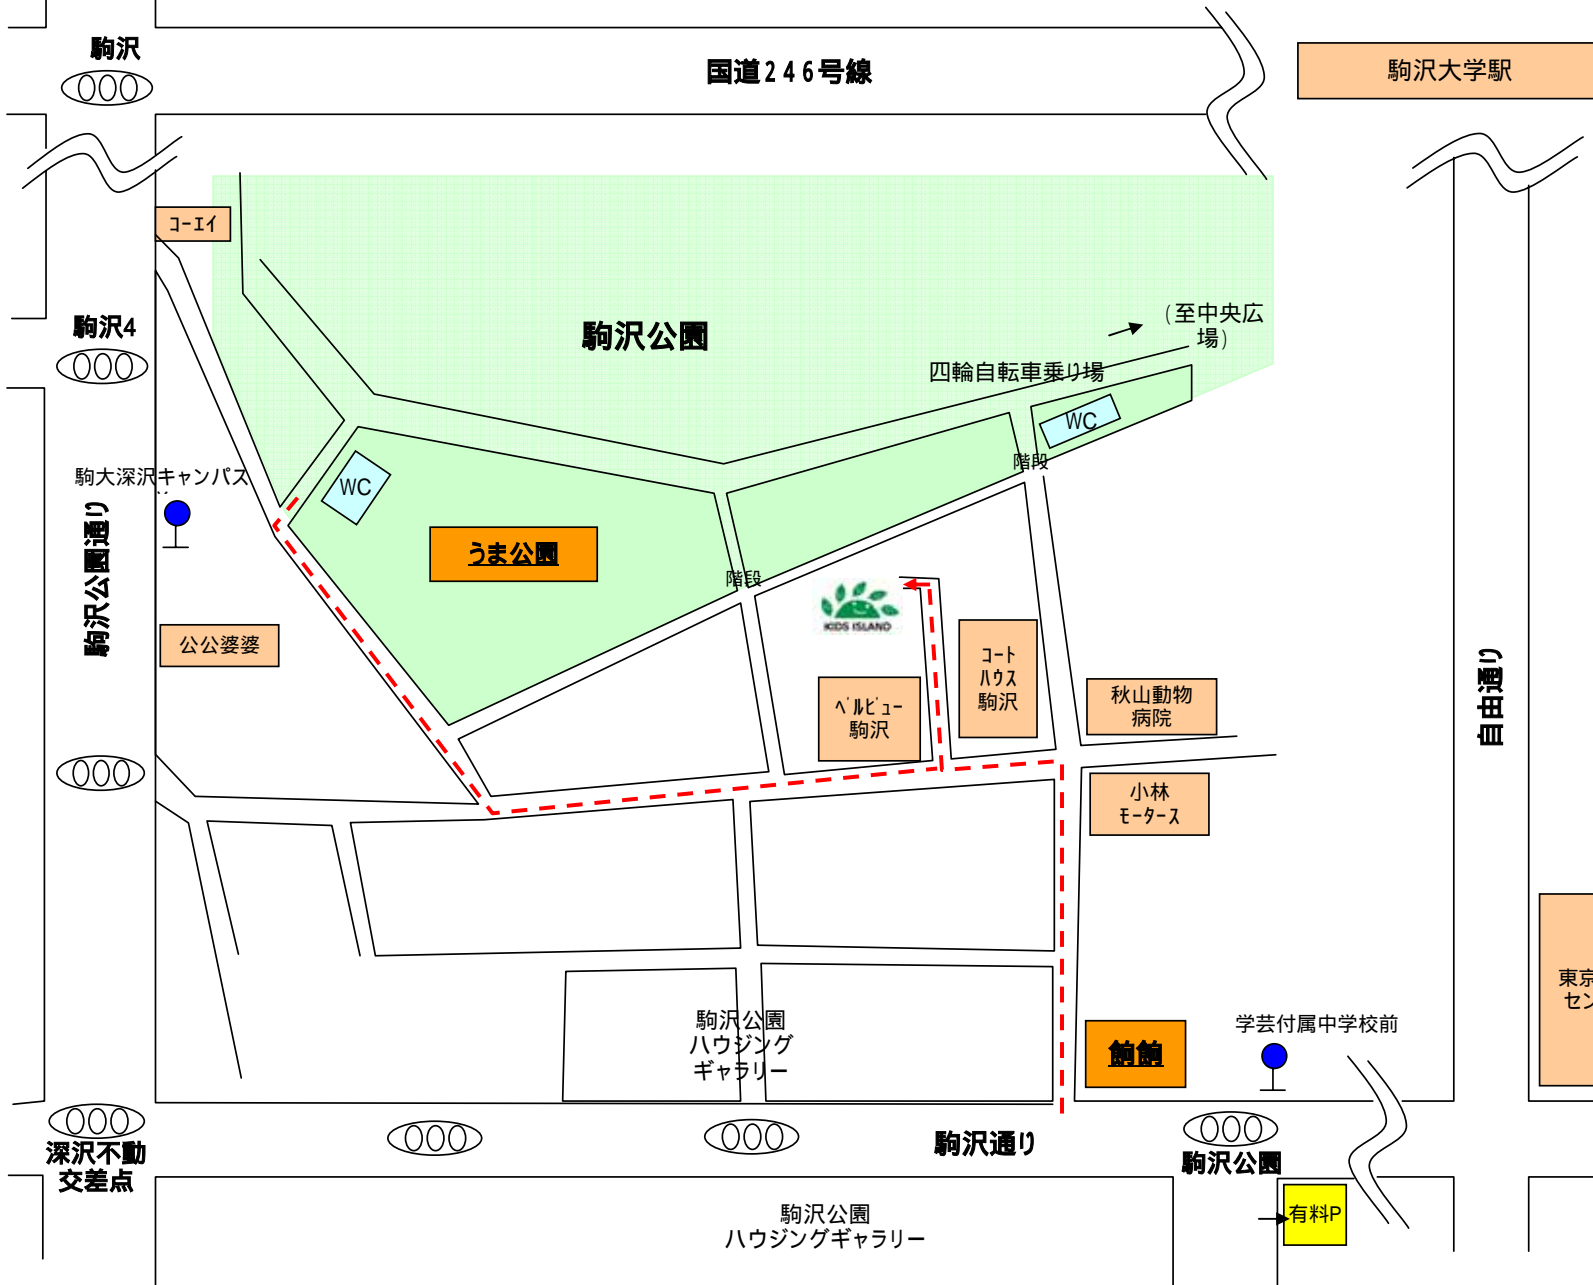 駒沢
国道246号線
駒沢大学駅
コーエイ
駒沢4
駒沢公園
(至中央広
場)
四輪自転車乗り場
WC
階段
駒大深沢キャンパス
WC
うま公園
駒沢公園通り
階段
KIDS ISLAND
公公婆婆
コート
ハウス
駒沢
ベルビュー
駒沢
秋山動物
病院
自由通り
小林
モータース
東京
セン
駒沢公園
ハウジング
ギャラリー
学芸付属中学校前
深沢不動
交差点
駒沢通り
駒沢公園
有料P
駒沢公園
ハウジングギャラリー